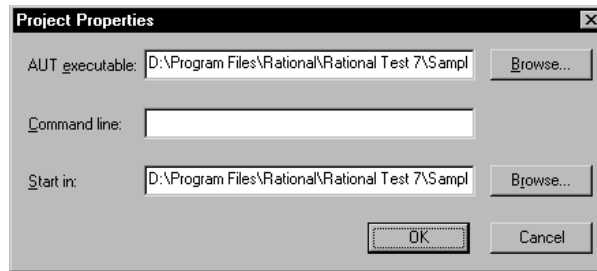 Project Properties
AUT executable: D:\Program Files\Rational\Rational Test 7\Sampl Browse...
Command line:
Start in: D:\Program Files\Rational\Rational Test 7\Sampl Browse...
OK Cancel